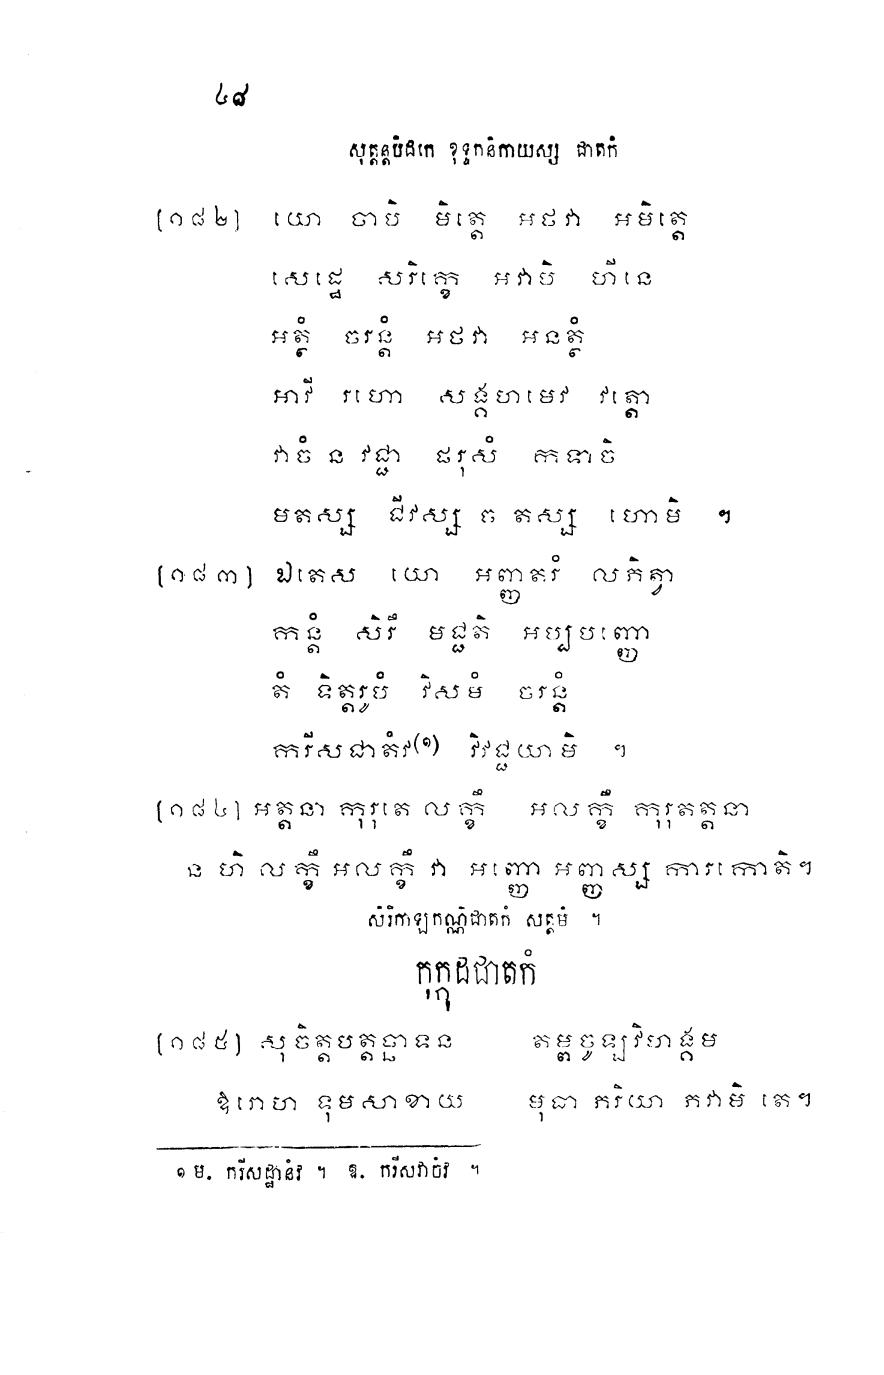 ៤៨
សុត្តន្តបិដកេ ខុទ្ទកនិកាយស្ស ជាតកំ
[១៨២] យោ ចាបិ មិត្តេ អថវា អមិត្តេ
សេដ្ឋេ សរិក្ខេ អវាបិ ហីនេ
អត្ថំ ចរន្តំ អថវា អនត្ថំ
អាវី រហោ សង្គហមេវ វត្តោ
វាចំ ន វជ្ជា ផរុសំ កទាចិ
មតស្ស ជីវស្ស ច តស្ស ហោមិ ។
[១៨៣] ឯតេស យោ អញ្ញតរំ លភិត្វា
កន្តំ សិរឹ មជ្ជតិ អប្បបញ្ញោ
តំ ទិត្តរូបំ វិសមំ ចរន្តំ
ករីសជាតំវ(១) វិវជ្ជយាមិ ។
[១៨៤] អត្តនា កុរុតេ លក្ខឹ អលក្ខឹ កុរុតត្តនា
ន ហិ លក្ខឹ អលក្ខឹ វា អញ្ញោ អញ្ញស្ស ការកោតិ។
សិរិកាឡកណ្ណិជាតកំ សត្តមំ ។
កុក្កុដជាតកំ
[១៨៥] សុចិត្តបត្តច្ឆាទន តម្ពចូឡវិហង្គម
ឱរោហ ទុមសាខាយ មុធា ភរិយា ភវាមិ តេ។
១ ម. ករីសដ្ឋានំវ ។ ឱ. ករីសវាចំវ ។